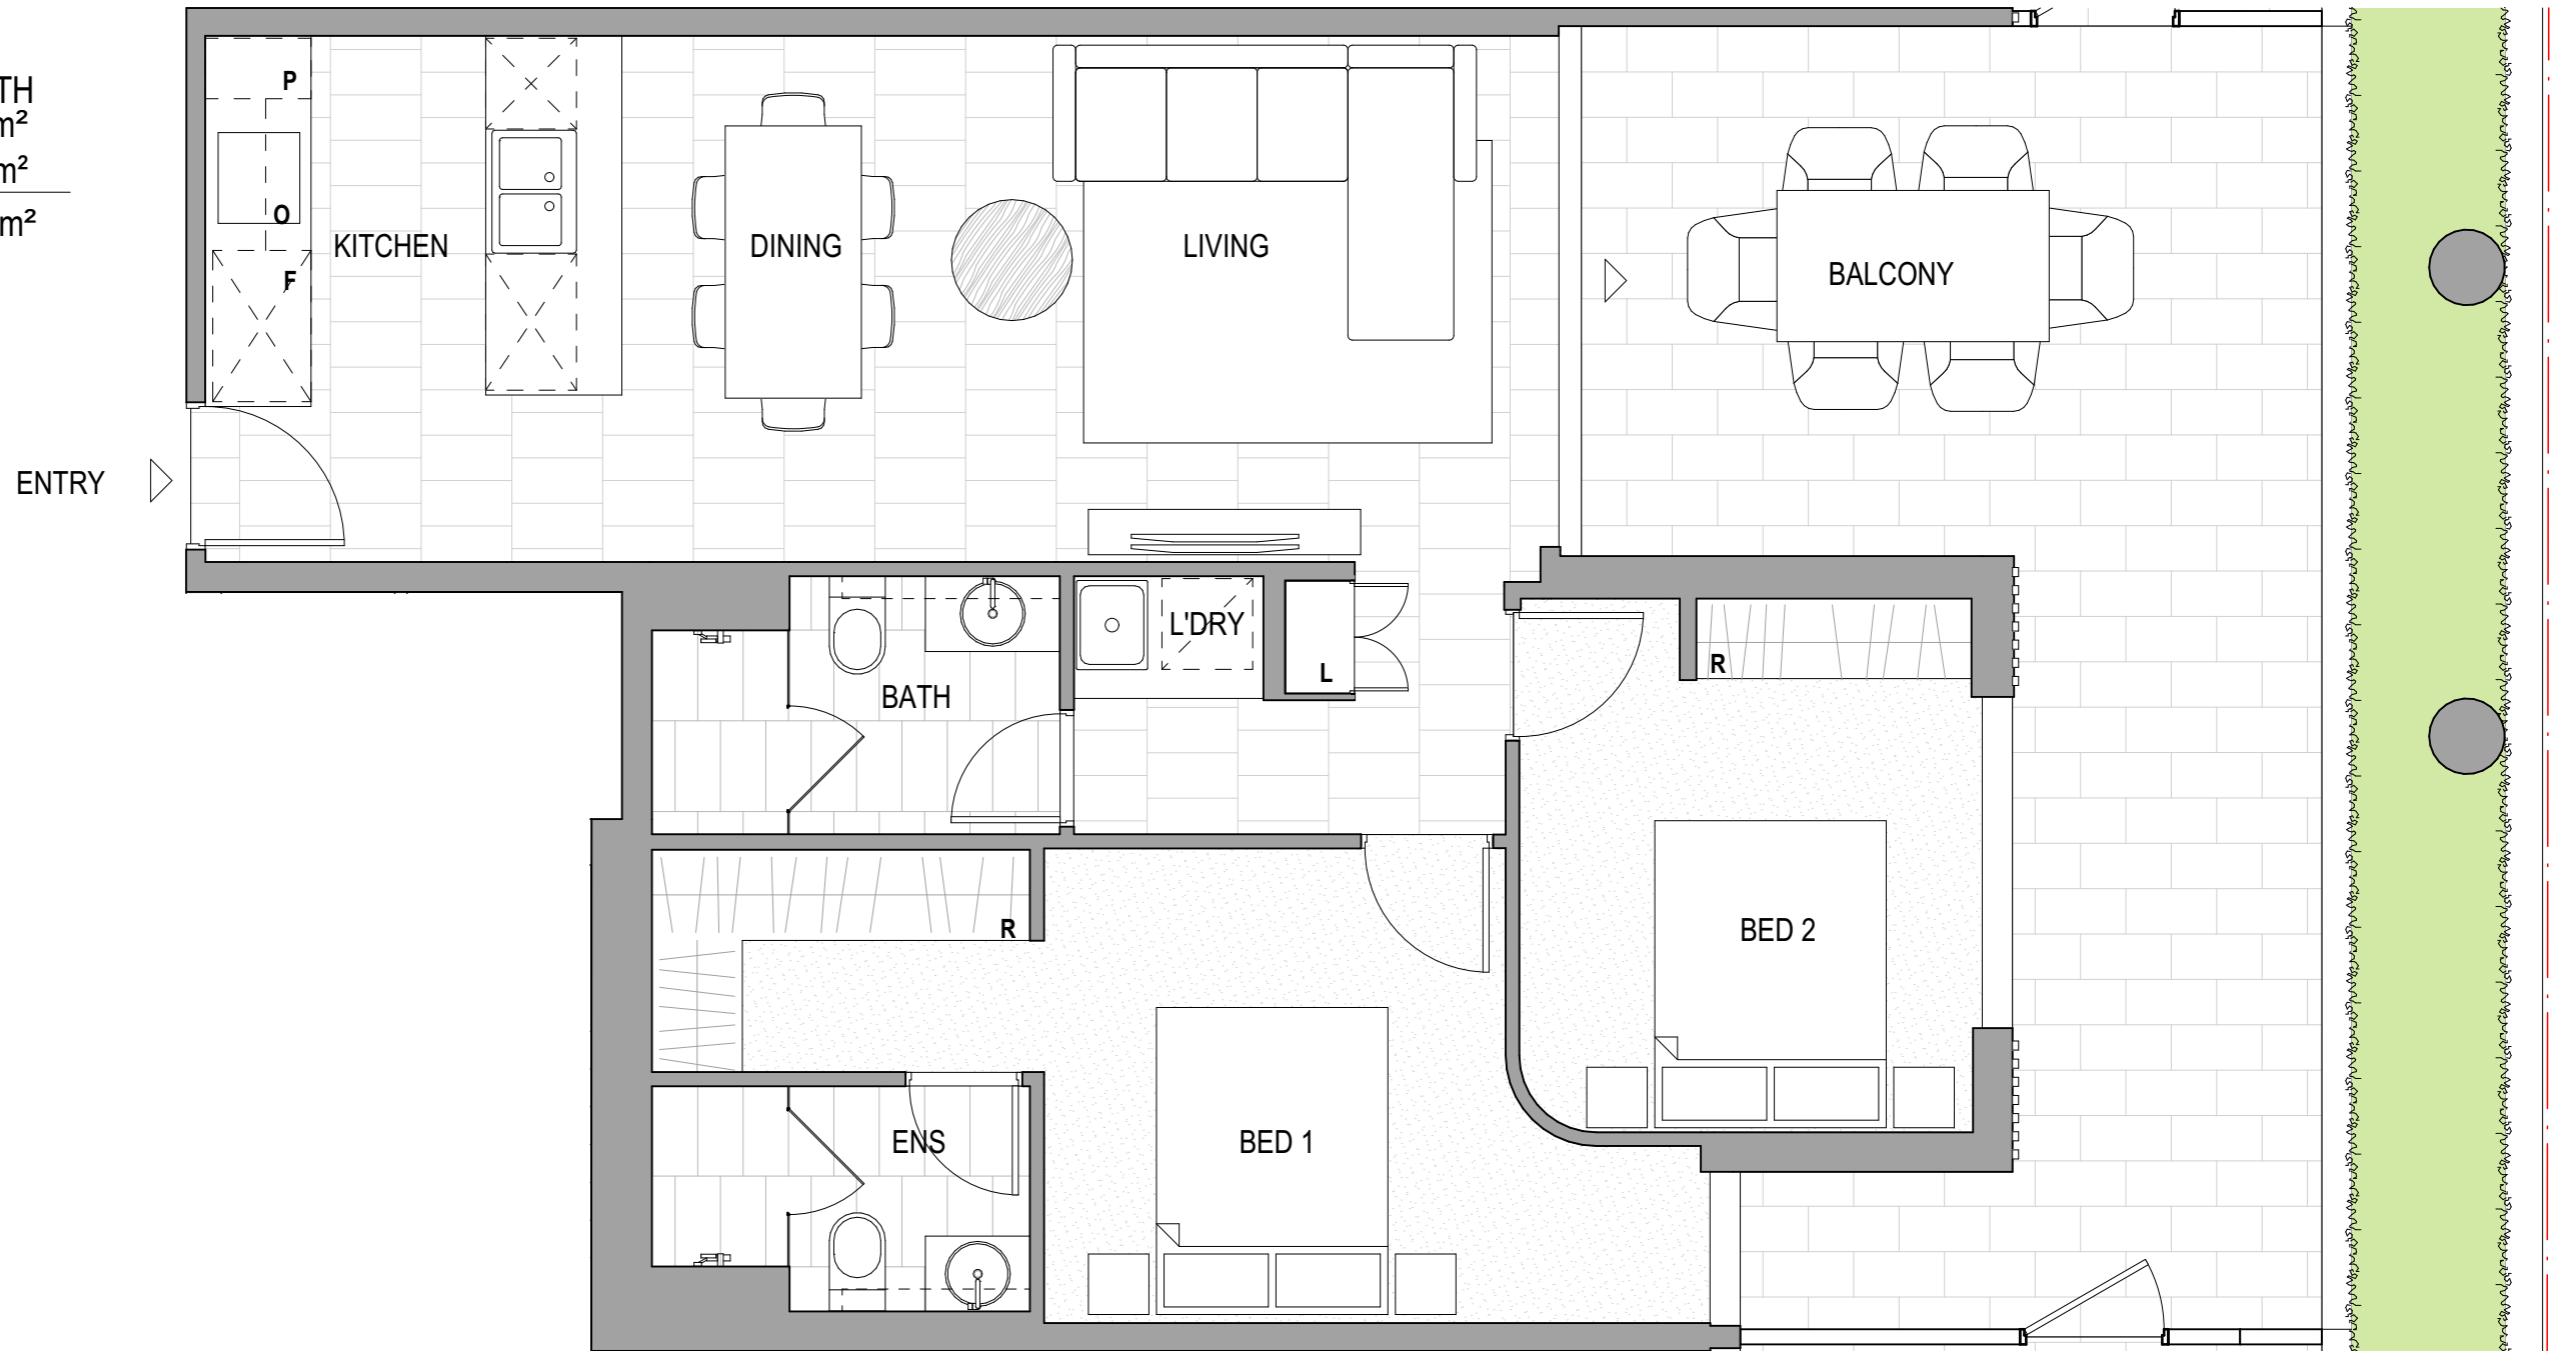 TH
m²
m²
m²
P
O
F
KITCHEN
DINING
LIVING
BALCONY
ENTRY
L'DRY
L
BATH
R
R
BED 2
ENS
BED 1